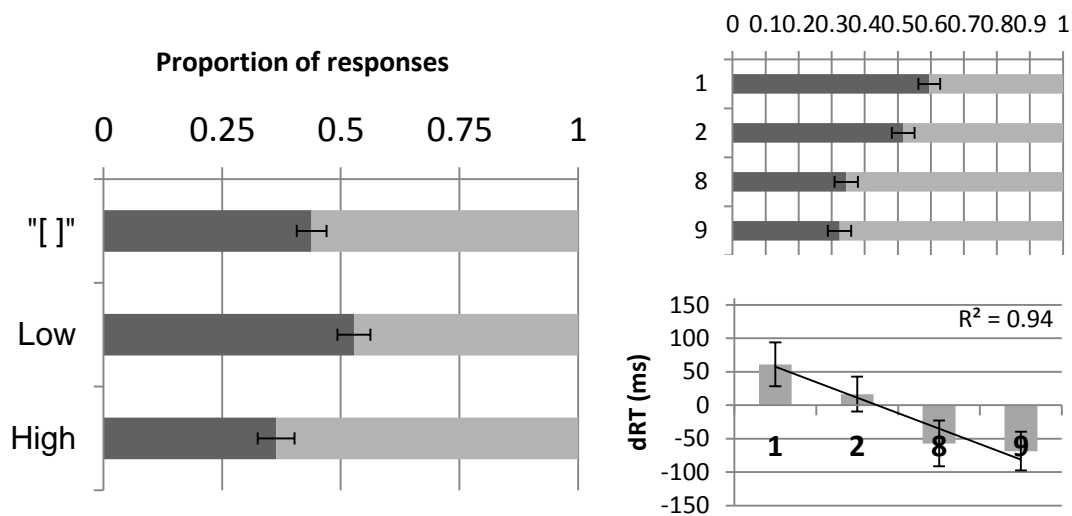 Proportion of responses
0 0.25 0.5 0.75 1
"[ ]"
Low
High
0 0.10.20.30.40.50.60.70.80.9 1
1
2
8
9
dRT (ms)
150
100
50
0
-50
-100
-150
R² = 0.94
1 2 8 9